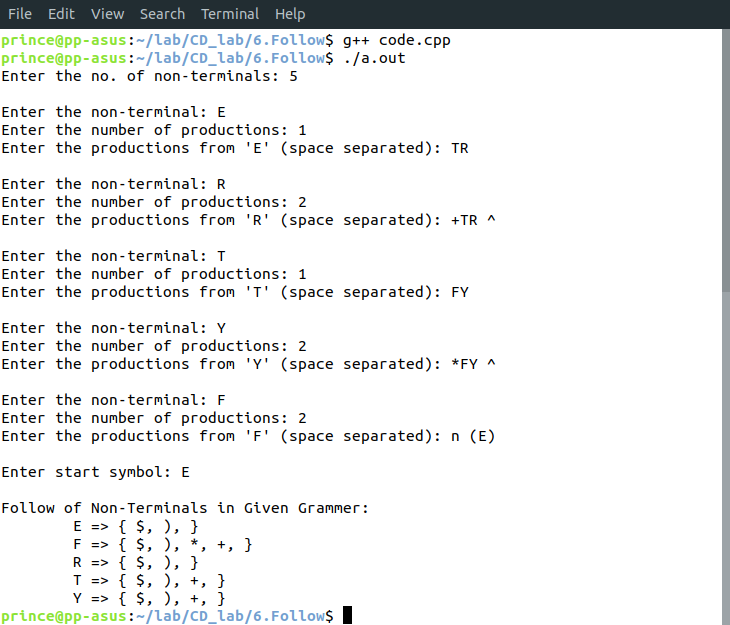 File Edit View Search Terminal Help
prince@pp-asus:~/lab/CD_lab/6.Follow$ g++ code.cpp
prince@pp-asus:~/lab/CD_lab/6.Follow$ ./a.out
Enter the no. of non-terminals: 5
Enter the non-terminal: E
Enter the number of productions: 1
Enter the productions from 'E' (space separated): TR
Enter the non-terminal: R
Enter the number of productions: 2
Enter the productions from 'R' (space separated): +TR ^
Enter the non-terminal: T
Enter the number of productions: 1
Enter the productions from 'T' (space separated): FY
Enter the non-terminal: Y
Enter the number of productions: 2
Enter the productions from 'Y' (space separated): *FY ^
Enter the non-terminal: F
Enter the number of productions: 2
Enter the productions from 'F' (space separated): n (E)
Enter start symbol: E
Follow of Non-Terminals in Given Grammer:
E => { $, ), }
F => { $, ), *, +, }
R => { $, ), }
T => { $, ), +, }
Y => { $, ), +, }
prince@pp-asus:~/lab/CD_lab/6.Follow$